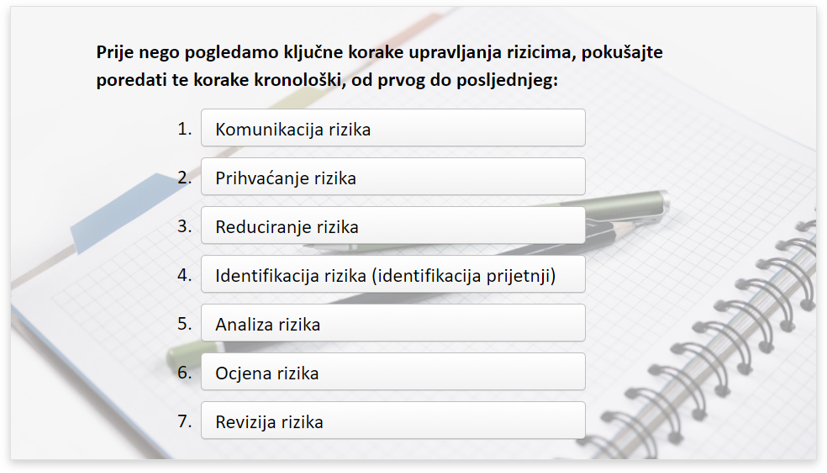 Prije nego pogledamo ključne korake upravljanja rizicima, pokušajte
poredati te korake kronološki, od prvog do posljednjeg:
1. Komunikacija rizika
2. Prihvaćanje rizika
3. Reduciranje rizika
4. Identifikacija rizika (identifikacija prijetnji)
5. Analiza rizika
6. Ocjena rizika
7. Revizija rizika